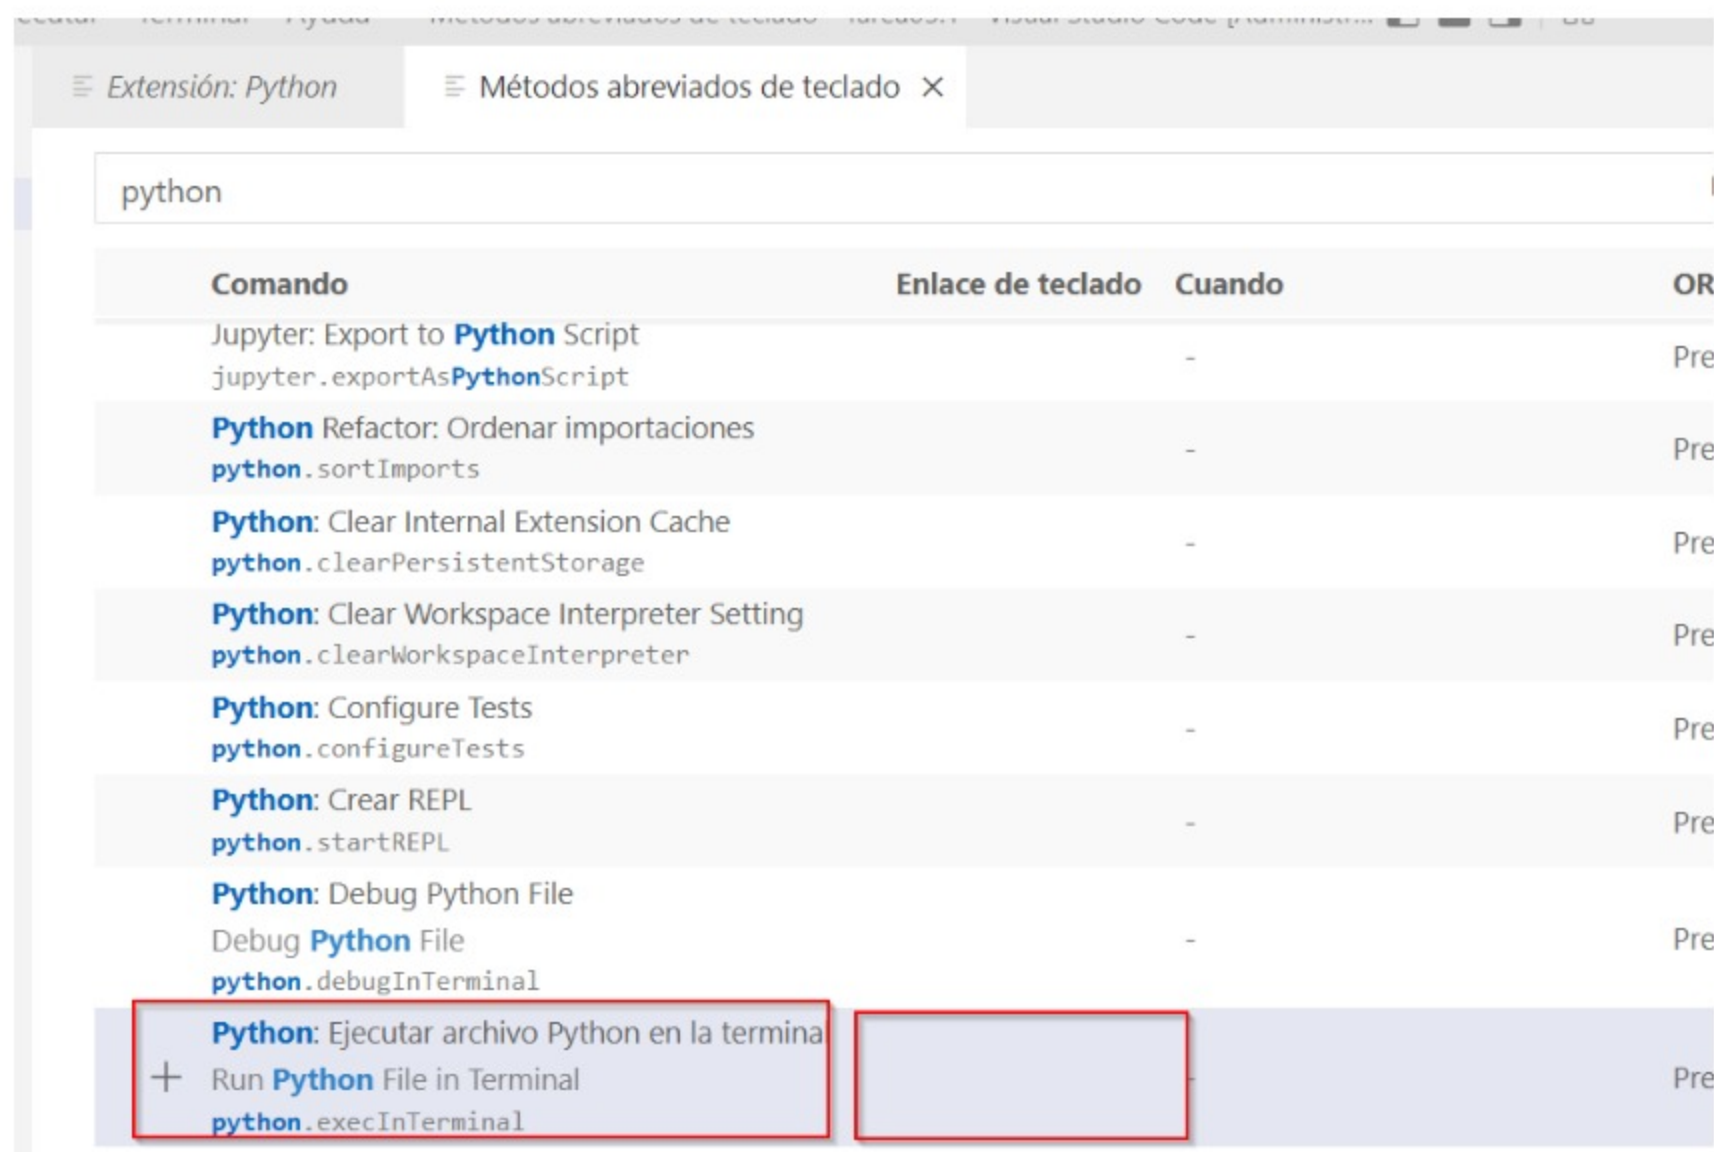 Extensión: Python
Métodos abreviados de teclado
python
Comando Enlace de teclado Cuando OR
Jupyter: Export to Python Script
jupyter.exportAsPythonScript
- Pre
Python Refactor: Ordenar importaciones
python.sortImports
- Pre
Python: Clear Internal Extension Cache
python.clearPersistentStorage
- Pre
Python: Clear Workspace Interpreter Setting
python.clearWorkspaceInterpreter
- Pre
Python: Configure Tests
python.configureTests
- Pre
Python: Crear REPL
python.startREPL
- Pre
Python: Debug Python File
Debug Python File
python.debugInTerminal
- Pre
Python: Ejecutar archivo Python en la terminal
Run Python File in Terminal
python.execInTerminal
- Pre